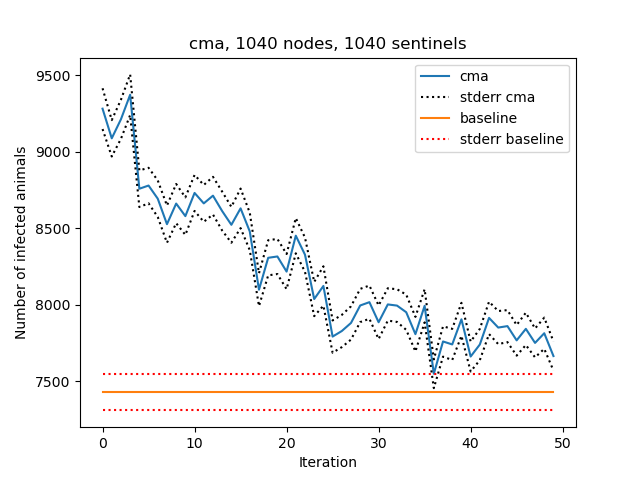 cma, 1040 nodes, 1040 sentinels
cma
stderr cma
baseline
stderr baseline
Number of infected animals
9500
9000
8500
8000
7500
0 10 20 30 40 50
Iteration